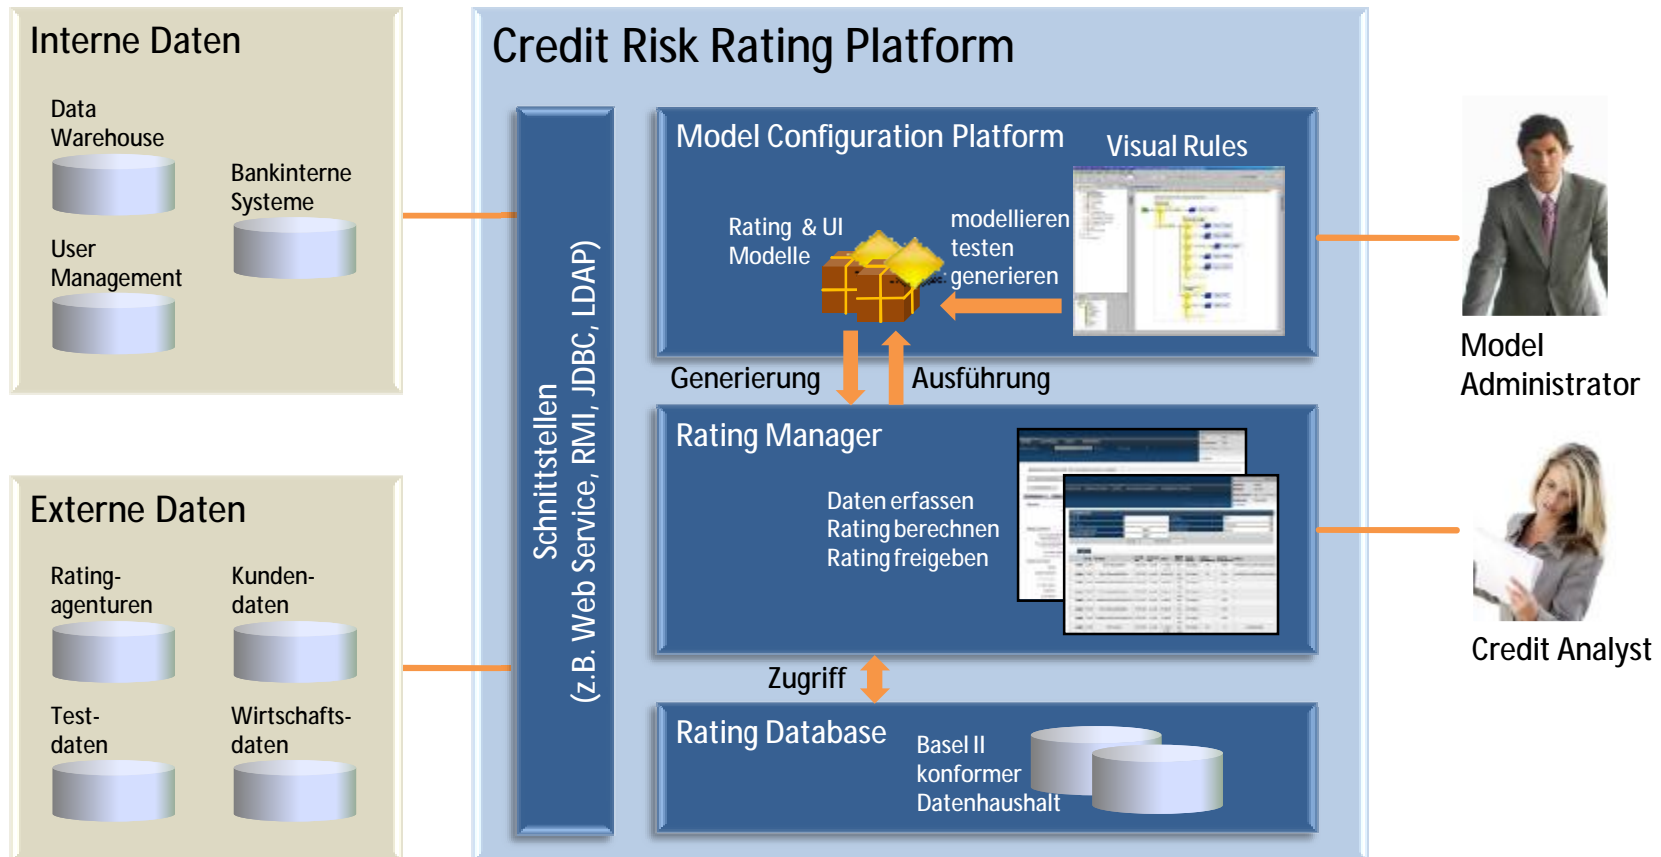 Interne Daten
Data
Warehouse
Bankinterne
Systeme
User
Management
Externe Daten
Rating-
agenturen
Kunden-
daten
Test-
daten
Wirtschafts-
daten
Credit Risk Rating Platform
Schnittstellen
(z.B. Web Service, RMI, JDBC, LDAP)
Model Configuration Platform
Visual Rules
Rating & UI
Modelle
modellieren
testen
generieren
Generierung
Ausführung
Rating Manager
Daten erfassen
Rating berechnen
Rating freigeben
Zugriff
Rating Database
Basel II
konformer
Datenhaushalt
Model
Administrator
Credit Analyst